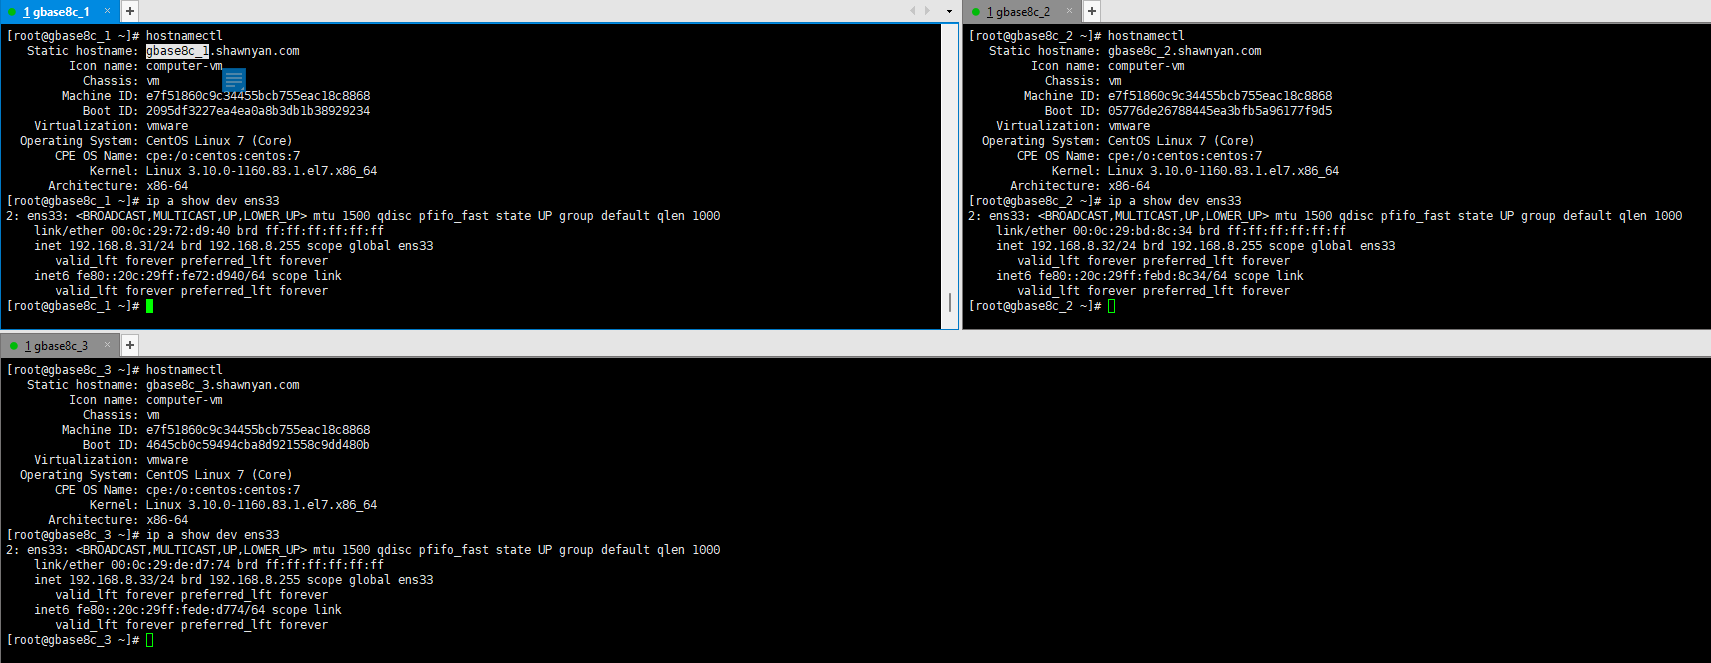 1 gbase8c_1 × +
[root@gbase8c_1 ~]# hostnamectl
Static hostname: gbase8c_1.shawnyan.com
Icon name: computer-vm
Chassis: vm
Machine ID: e7f51860c9c34455bcb755eac18c8868
Boot ID: 2095df3227ea4ea0a8b3db1b38929234
Virtualization: vmware
Operating System: CentOS Linux 7 (Core)
CPE OS Name: cpe:/o:centos:centos:7
Kernel: Linux 3.10.0-1160.83.1.el7.x86_64
Architecture: x86-64
[root@gbase8c_1 ~]# ip a show dev ens33
2: ens33: <BROADCAST,MULTICAST,UP,LOWER_UP> mtu 1500 qdisc pfifo_fast state UP group default qlen 1000
link/ether 00:0c:29:72:d9:40 brd ff:ff:ff:ff:ff:ff
inet 192.168.8.31/24 brd 192.168.8.255 scope global ens33
valid_lft forever preferred_lft forever
inet6 fe80::20c:29ff:fe72:d940/64 scope link
valid_lft forever preferred_lft forever
[root@gbase8c_1 ~]#
1 gbase8c_2 × +
[root@gbase8c_2 ~]# hostnamectl
Static hostname: gbase8c_2.shawnyan.com
Icon name: computer-vm
Chassis: vm
Machine ID: e7f51860c9c34455bcb755eac18c8868
Boot ID: 05776de26788445ea3bfb5a96177f9d5
Virtualization: vmware
Operating System: CentOS Linux 7 (Core)
CPE OS Name: cpe:/o:centos:centos:7
Kernel: Linux 3.10.0-1160.83.1.el7.x86_64
Architecture: x86-64
[root@gbase8c_2 ~]# ip a show dev ens33
2: ens33: <BROADCAST,MULTICAST,UP,LOWER_UP> mtu 1500 qdisc pfifo_fast state UP group default qlen 1000
link/ether 00:0c:29:bd:8c:34 brd ff:ff:ff:ff:ff:ff
inet 192.168.8.32/24 brd 192.168.8.255 scope global ens33
valid_lft forever preferred_lft forever
inet6 fe80::20c:29ff:febd:8c34/64 scope link
valid_lft forever preferred_lft forever
[root@gbase8c_2 ~]#
1 gbase8c_3 × +
[root@gbase8c_3 ~]# hostnamectl
Static hostname: gbase8c_3.shawnyan.com
Icon name: computer-vm
Chassis: vm
Machine ID: e7f51860c9c34455bcb755eac18c8868
Boot ID: 4645cb0c59494cba8d921558c9dd480b
Virtualization: vmware
Operating System: CentOS Linux 7 (Core)
CPE OS Name: cpe:/o:centos:centos:7
Kernel: Linux 3.10.0-1160.83.1.el7.x86_64
Architecture: x86-64
[root@gbase8c_3 ~]# ip a show dev ens33
2: ens33: <BROADCAST,MULTICAST,UP,LOWER_UP> mtu 1500 qdisc pfifo_fast state UP group default qlen 1000
link/ether 00:0c:29:de:d7:74 brd ff:ff:ff:ff:ff:ff
inet 192.168.8.33/24 brd 192.168.8.255 scope global ens33
valid_lft forever preferred_lft forever
inet6 fe80::20c:29ff:fede:d774/64 scope link
valid_lft forever preferred_lft forever
[root@gbase8c_3 ~]#